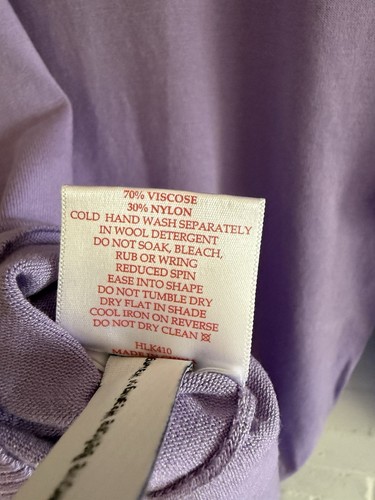 70% VISCOSE
30% NYLON
COLD HAND WASH SEPARATELY
IN WOOL DETERGENT
DO NOT SOAK, BLEACH,
RUB OR WRING
REDUCED SPIN
EASE INTO SHAPE
DO NOT TUMBLE DRY
DRY FLAT IN SHADE
COOL IRON ON REVERSE
DO NOT DRY CLEAN
HLK410
MADE